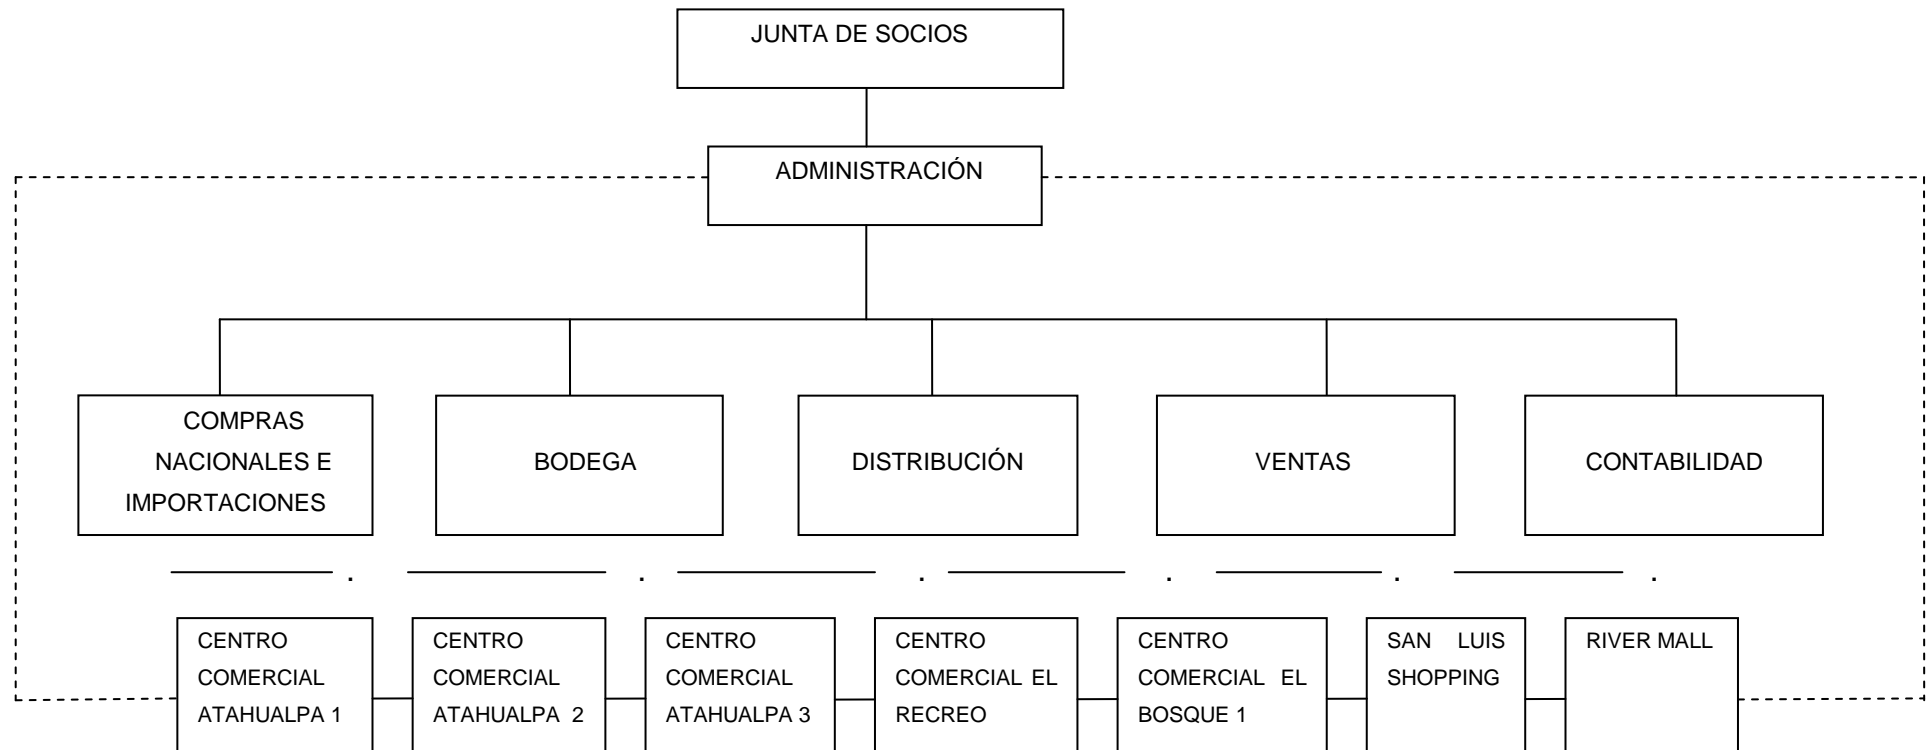 JUNTA DE SOCIOS
ADMINISTRACIÓN
COMPRAS
NACIONALES E
IMPORTACIONES
BODEGA
DISTRIBUCIÓN
VENTAS
CONTABILIDAD
CENTRO
COMERCIAL
ATAHUALPA 1
CENTRO
COMERCIAL
ATAHUALPA 2
CENTRO
COMERCIAL
ATAHUALPA 3
CENTRO
COMERCIAL EL
RECREO
CENTRO
COMERCIAL EL
BOSQUE 1
SAN LUIS
SHOPPING
RIVER MALL